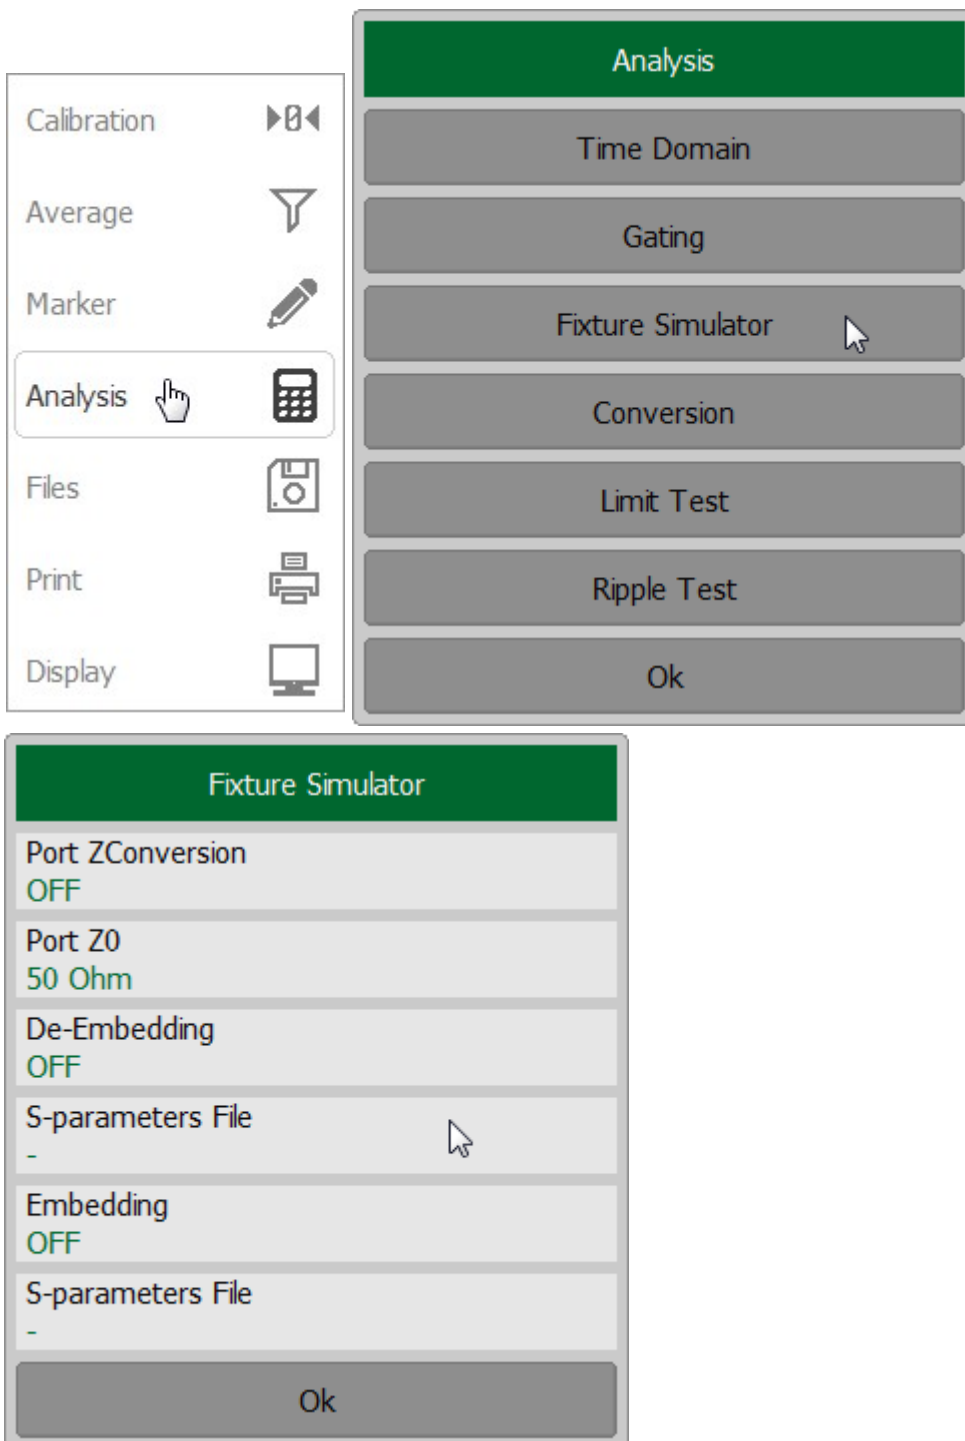 Calibration
Average
Marker
Analysis
Files
Print
Display
Analysis
Time Domain
Gating
Fixture Simulator
Conversion
Limit Test
Ripple Test
Ok
Fixture Simulator
Port ZConversion
OFF
Port Z0
50 Ohm
De-Embedding
OFF
S-parameters File
-
Embedding
OFF
S-parameters File
-
Ok